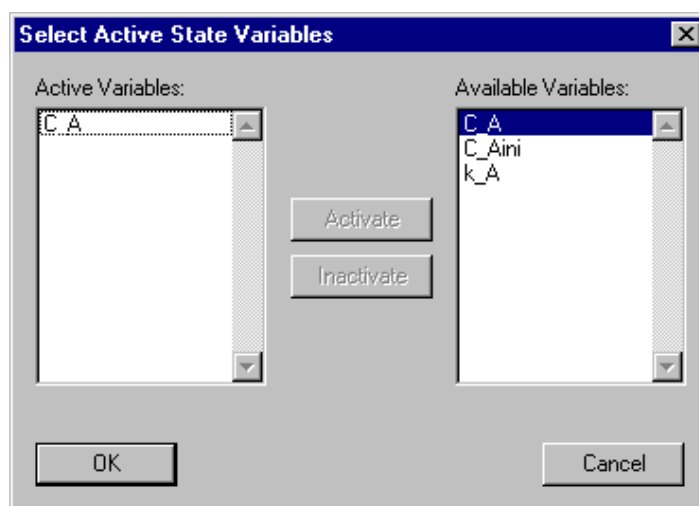 Select Active State Variables
Active Variables:
C_A
Available Variables:
C_A
C_Aini
k_A
Activate
Inactivate
OK
Cancel